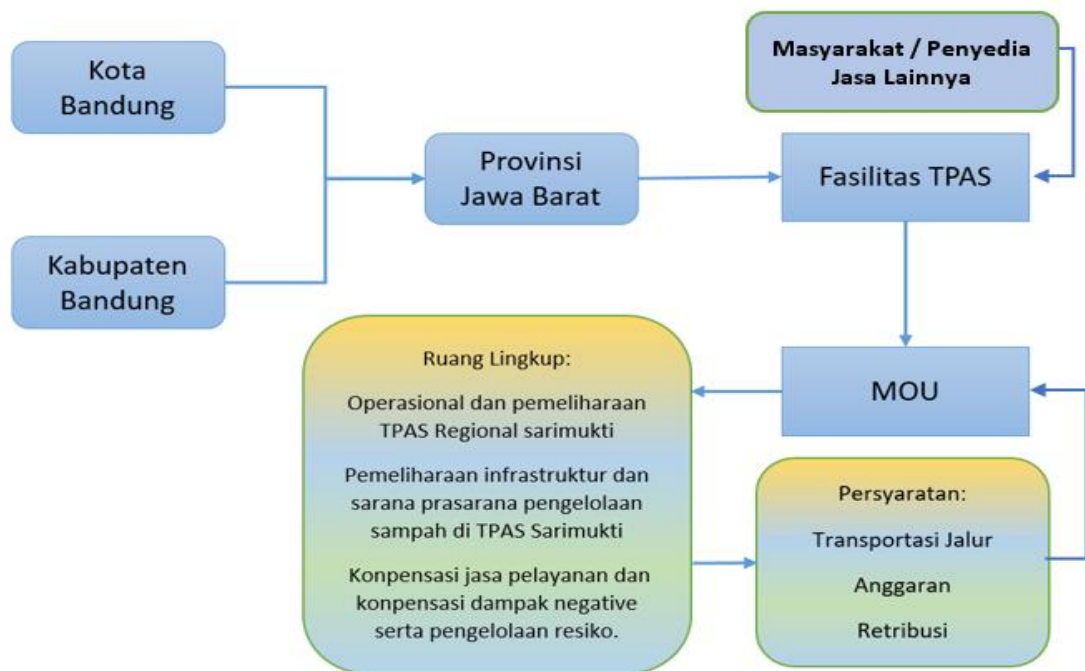 Kota
Bandung
Masyarakat / Penyedia
Jasa Lainnya
Provinsi
Jawa Barat
Fasilitas TPAS
Kabupaten
Bandung
Ruang Lingkup:
Operasional dan pemeliharaan
TPAS Regional sarimukti
Pemeliharaan infrastruktur dan
sarana prasarana pengelolaan
sampah di TPAS Sarimukti
Konpensasi jasa pelayanan dan
konpensasi dampak negative
serta pengelolaan resiko.
MOU
Persyaratan:
Transportasi Jalur
Anggaran
Retribusi